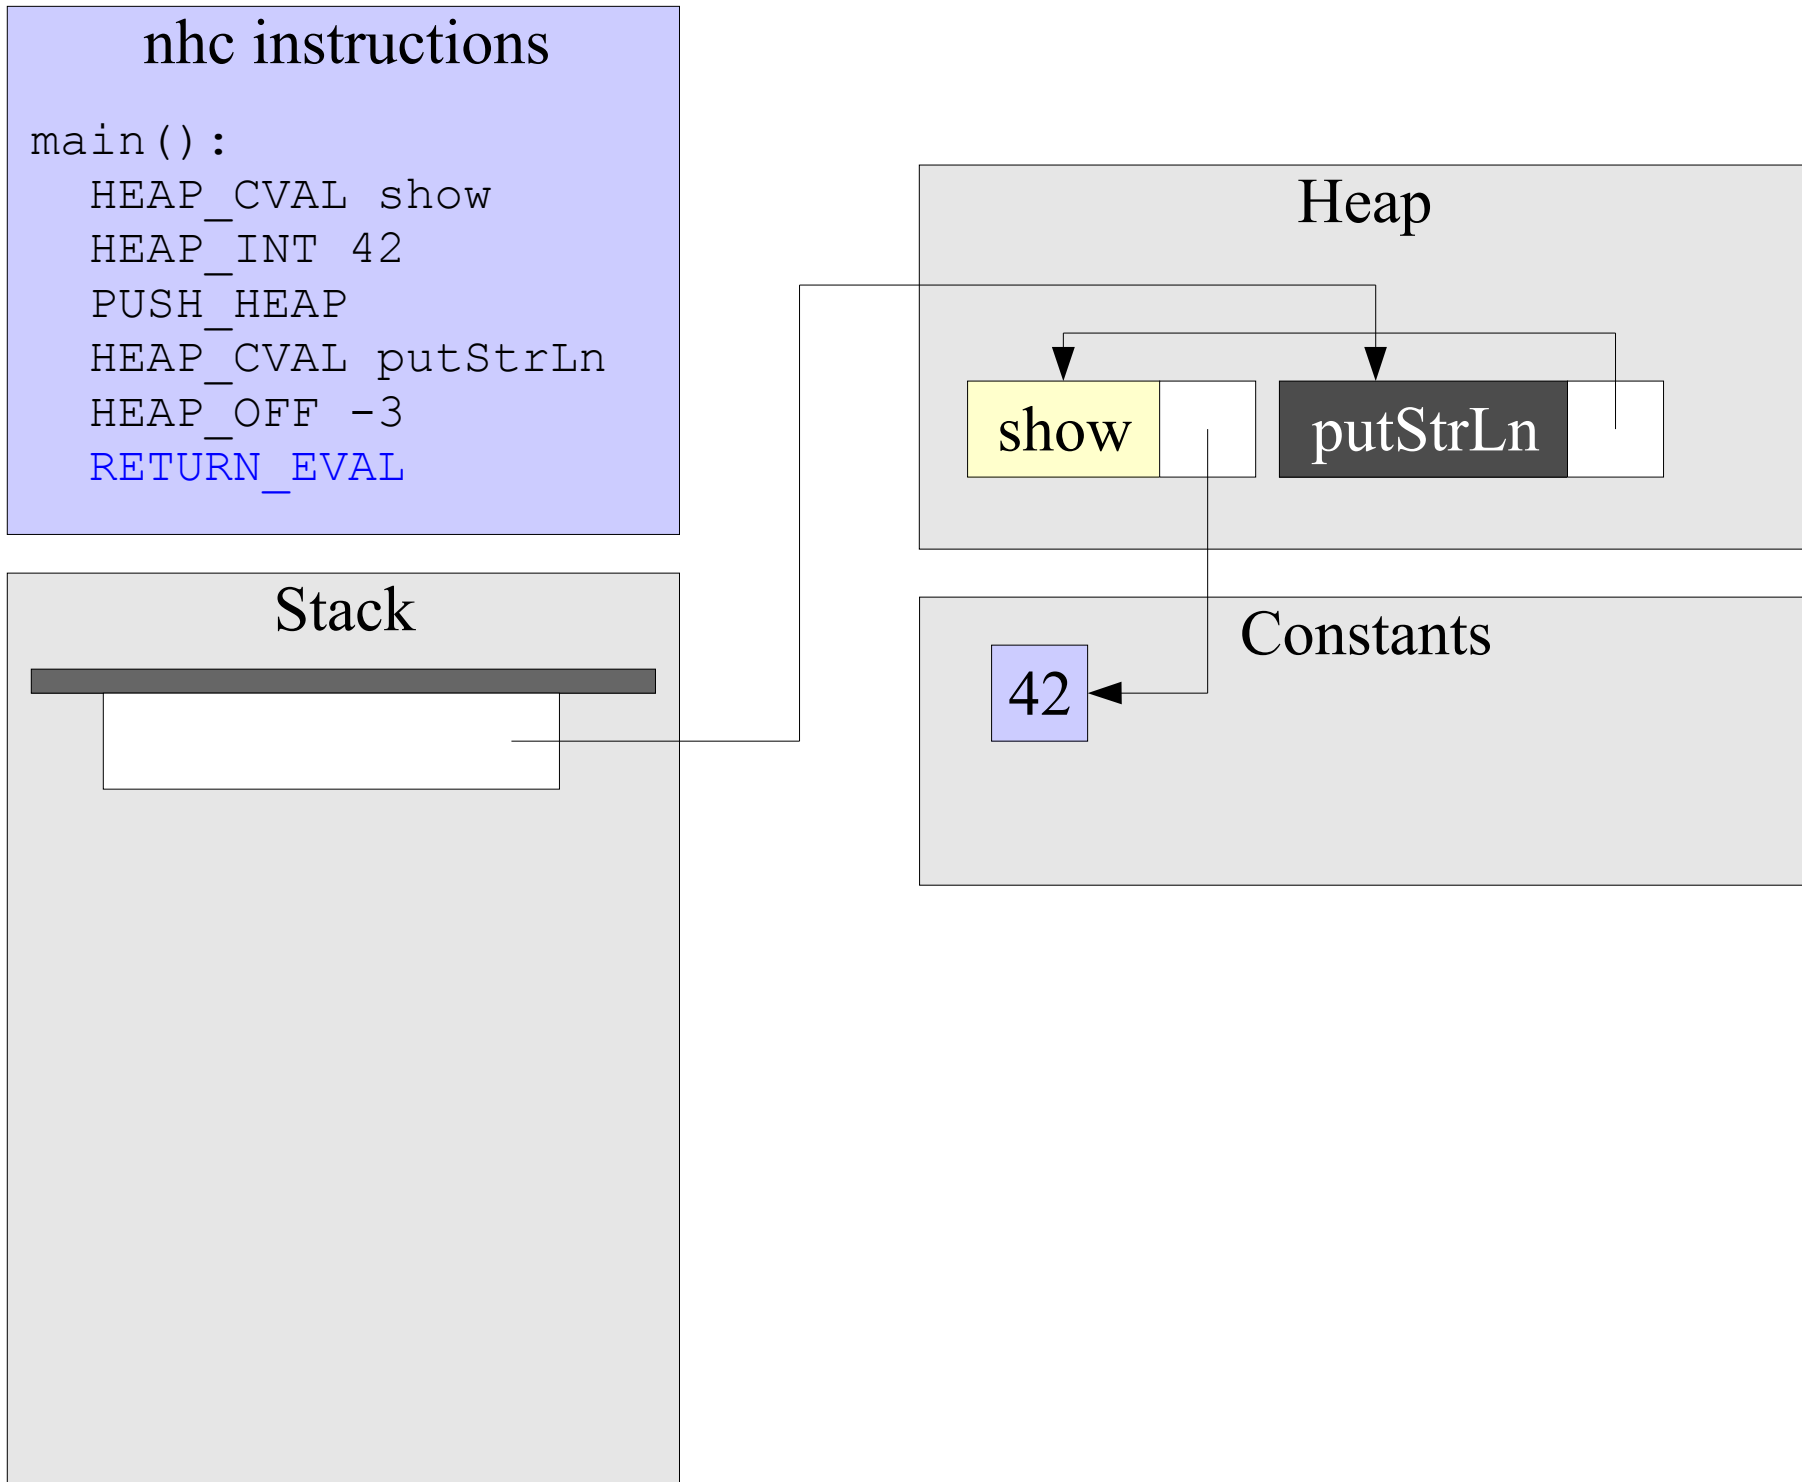 nhc instructions
main():
HEAP_CVAL show
HEAP_INT 42
PUSH_HEAP
HEAP_CVAL putStrLn
HEAP_OFF -3
RETURN_EVAL
Heap
show
putStrLn
Stack
Constants
42